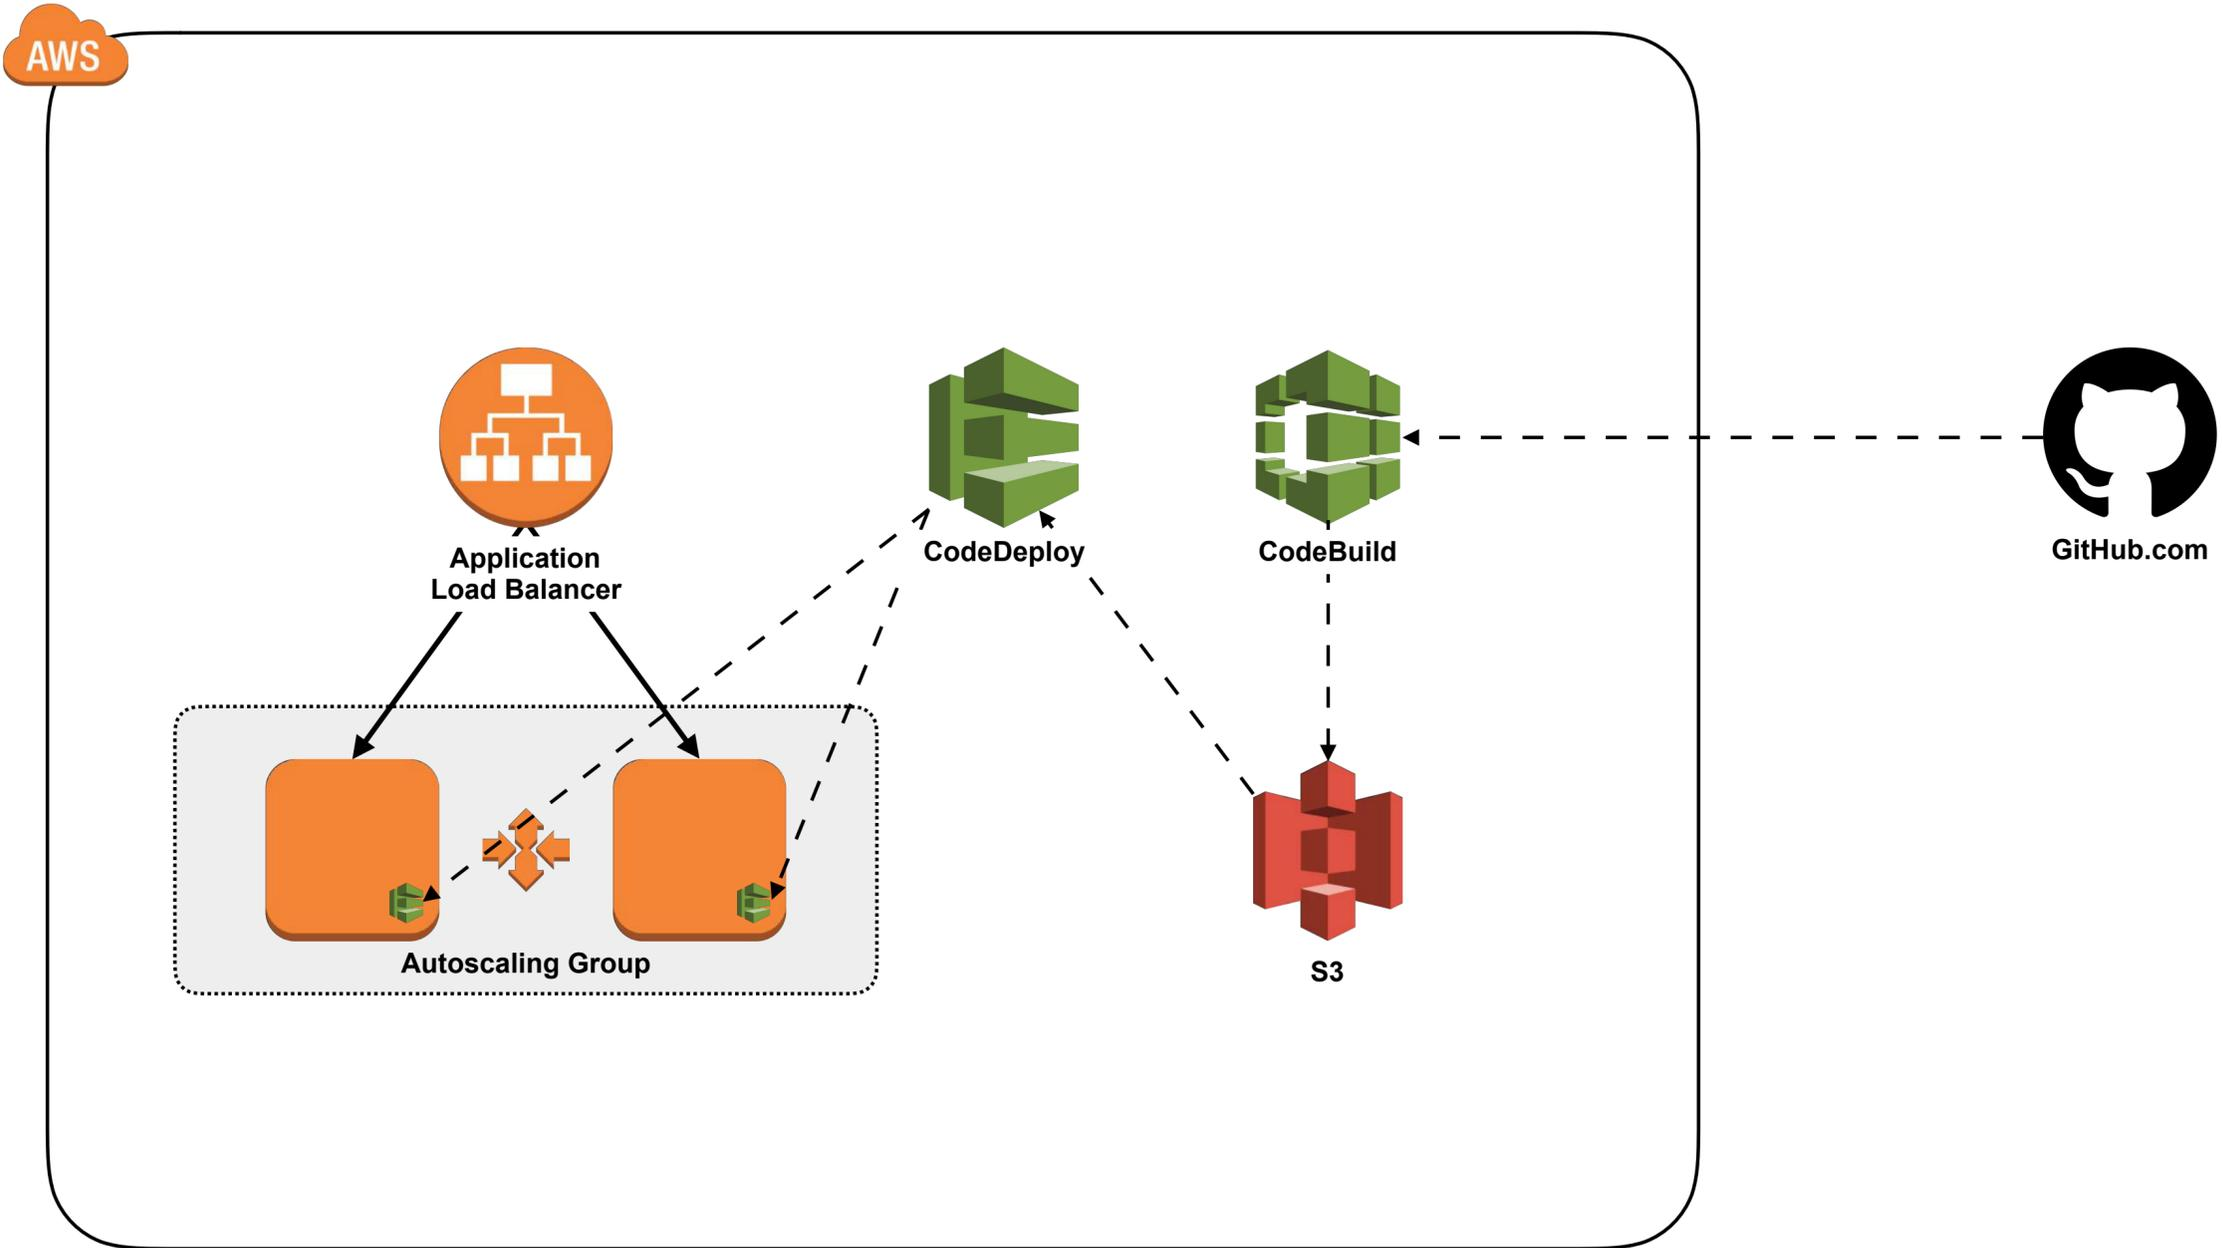 AWS
Application
Load Balancer
CodeDeploy
CodeBuild
GitHub.com
Autoscaling Group
S3